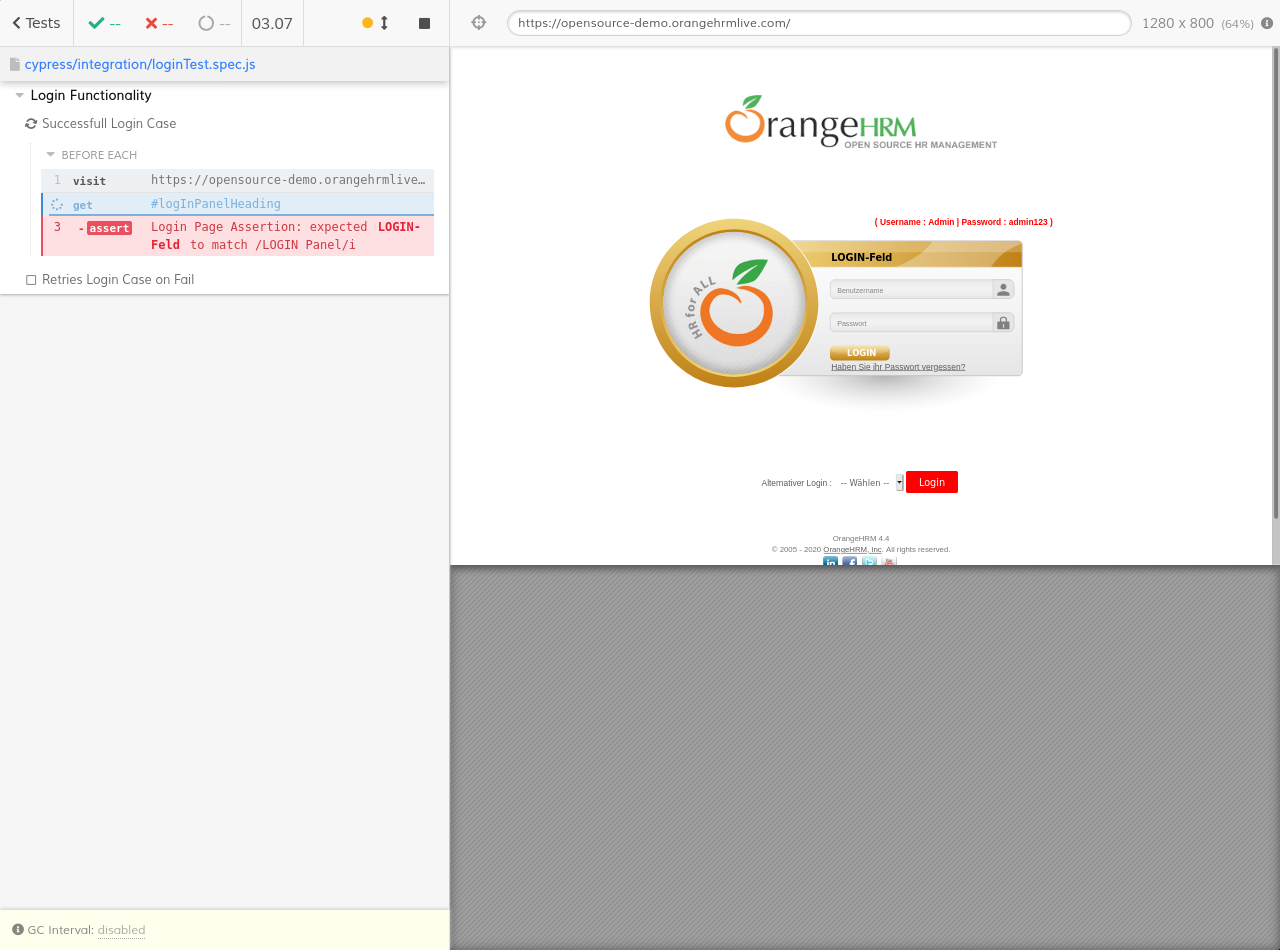 Tests -- -- -- 03.07
https://opensource-demo.orangehrmlive.com/ 1280 x 800 (64%)
cypress/integration/loginTest.spec.js
Login Functionality
Successfull Login Case
BEFORE EACH
1 visit https://opensource-demo.orangehrmlive…
get #logInPanelHeading
3 -assert Login Page Assertion: expected LOGIN-
Feld to match /LOGIN Panel/i
Retries Login Case on Fail
GC Interval: disabled
OrangeHRM
OPEN SOURCE HR MANAGEMENT
( Username : Admin | Password : admin123 )
HR for ALL
LOGIN-Feld
Benutzername
Passwort
LOGIN
Haben Sie ihr Passwort vergessen?
Alternativer Login : -- Wählen -- Login
OrangeHRM 4.4
© 2005 - 2020 OrangeHRM, Inc. All rights reserved.